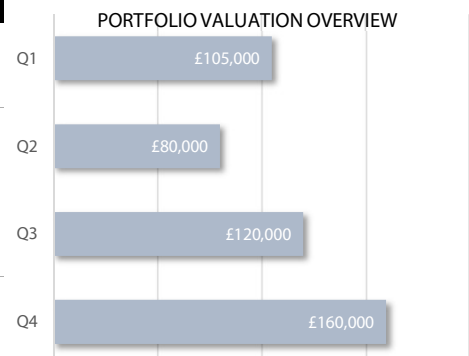 PORTFOLIO VALUATION OVERVIEW
Q1 £105,000
Q2 £80,000
Q3 £120,000
Q4 £160,000